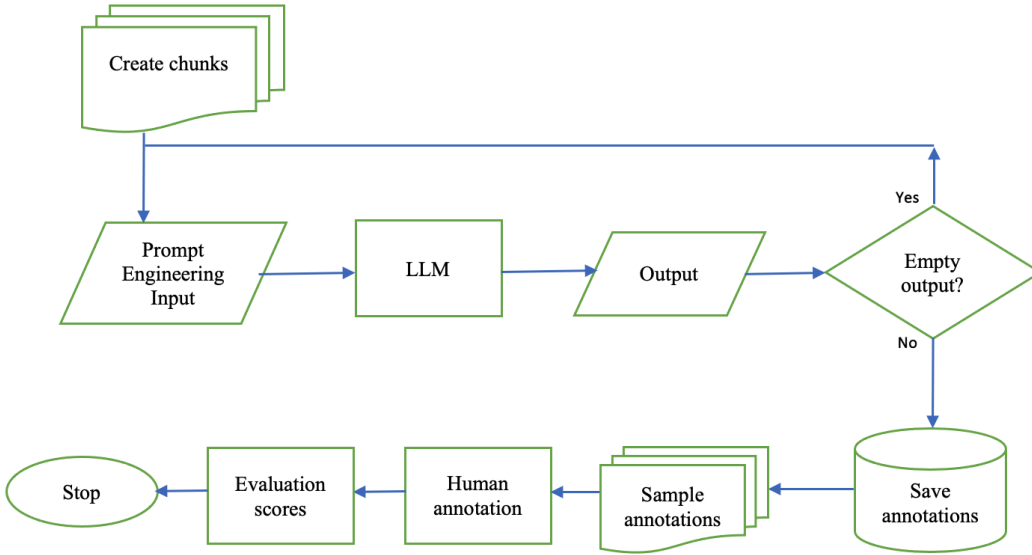 Create chunks
Yes
Prompt
Engineering
Input
LLM
Output
Empty
output?
No
Stop
Evaluation
scores
Human
annotation
Sample
annotations
Save
annotations